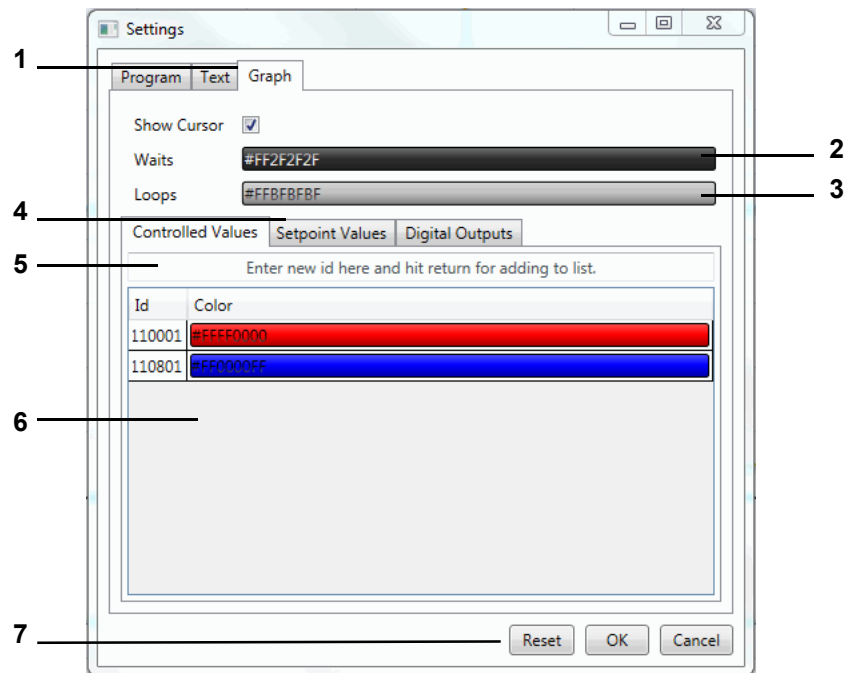 Settings
1
Program Text Graph
Show Cursor
Waits #FF2F2F2F 2
Loops #FFBFBFBF 3
4
Controlled Values Setpoint Values Digital Outputs
5 Enter new id here and hit return for adding to list.
Id Color
110001 #FFFF0000
110801 #FF0000FF
6
7 Reset OK Cancel